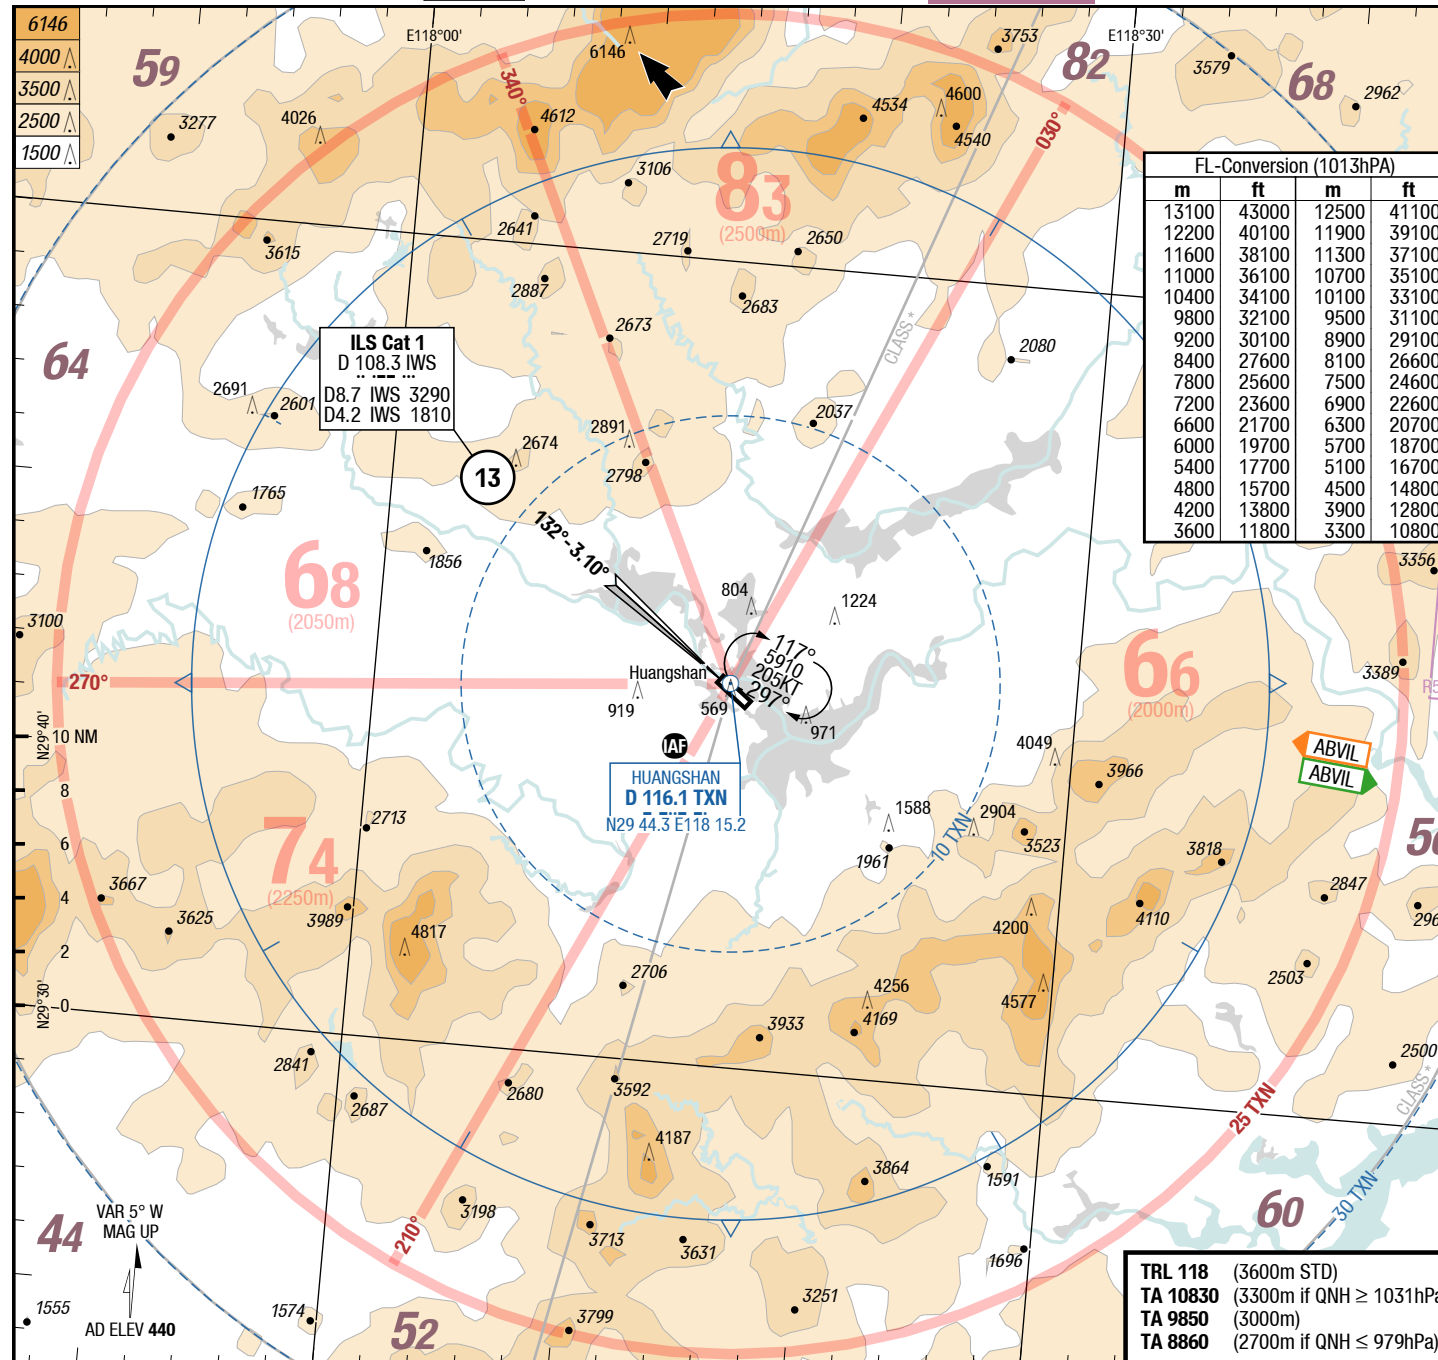 6146
4000
3500
2500
1500
59
E118°00'
6146
3753
E118°30'
82
3579
68
2962
3277
4026
340°
4612
4534
4600
4540
030°
3106
83
(2500m)
2641
2719
2650
3615
2887
2683
2673
CLASS *
2080
FL-Conversion (1013hPA)
m ft m ft
13100 43000 12500 41100
12200 40100 11900 39100
11600 38100 11300 37100
11000 36100 10700 35100
10400 34100 10100 33100
9800 32100 9500 31100
9200 30100 8900 29100
8400 27600 8100 26600
7800 25600 7500 24600
7200 23600 6900 22600
6600 21700 6300 20700
6000 19700 5700 18700
5400 17700 5100 16700
4800 15700 4500 14800
4200 13800 3900 12800
3600 11800 3300 10800
ILS Cat 1
D 108.3 IWS
D8.7 IWS 3290
D4.2 IWS 1810
64
2691
2601
2037
2891
2674
2798
13
1765
132°-3.10°
1856
68
(2050m)
3356
804
1224
3100
117°
5910
205KT
297°
66
(2000m)
3389
270°
Huangshan
919
569
971
N29°40'
10 NM
IAF
4049
ABVIL
ABVIL
HUANGSHAN
D 116.1 TXN
N29 44.3 E118 15.2
3966
8
1588
2904
10 TXN
2713
6
74
(2250m)
1961
3523
3818
3667
4
3625
3989
4817
4200
4110
2847
2
2706
4256
4169
4577
2503
N29°30'
0
3933
2841
2687
2680
3592
2500
CLASS *
25 TXN
4187
3864
1591
30 TXN
44
VAR 5° W
MAG UP
3198
210°
3713
3631
1696
60
1555
AD ELEV 440
1574
52
3799
3251
TRL 118 (3600m STD)
TA 10830 (3300m if QNH ≥ 1031hPa
TA 9850 (3000m)
TA 8860 (2700m if QNH ≤ 979hPa)